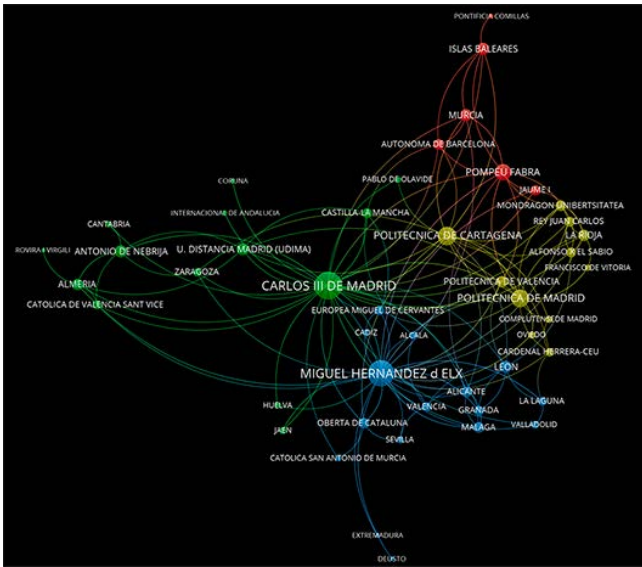 PONTIFICIA COMILLAS
ISLAS BALEARES
MURCIA
AUTONOMA DE BARCELONA
POMPEU FABRA
PABLO DE OLAVIDE
CORUNA
JAUME I
MONDRAGON UNIBERTSITATEA
INTERNACIONAL DE ANDALUCIA
CASTILLA LA MANCHA
REY JUAN CARLOS
CANTABRIA
POLITECNICA DE CARTAGENA
LA RIOJA
ROVIRA I VIRGILI
ANTONIO DE NEBRIJA
U. DISTANCIA MADRID (UDIMA)
ALFONSO X EL SABIO
ZARAGOZA
FRANCISCO DE VITORIA
ALMERIA
CARLOS III DE MADRID
POLITECNICA DE VALENCIA
POLITECNICA DE MADRID
CATOLICA DE VALENCIA SANT VICE
EUROPEA MIGUEL DE CERVANTES
COMPLUTENSE DE MADRID
CADIZ
ALCALA
OVIEDO
CARDENAL HERRERA-CEU
MIGUEL HERNANDEZ d ELX
LEON
ALICANTE
LA LAGUNA
HUELVA
VALENCIA
GRANADA
OBERTA DE CATALUNA
VALLADOLID
JAEN
MALAGA
SEVILLA
CATOLICA SAN ANTONIO DE MURCIA
EXTREMADURA
DEUSTO